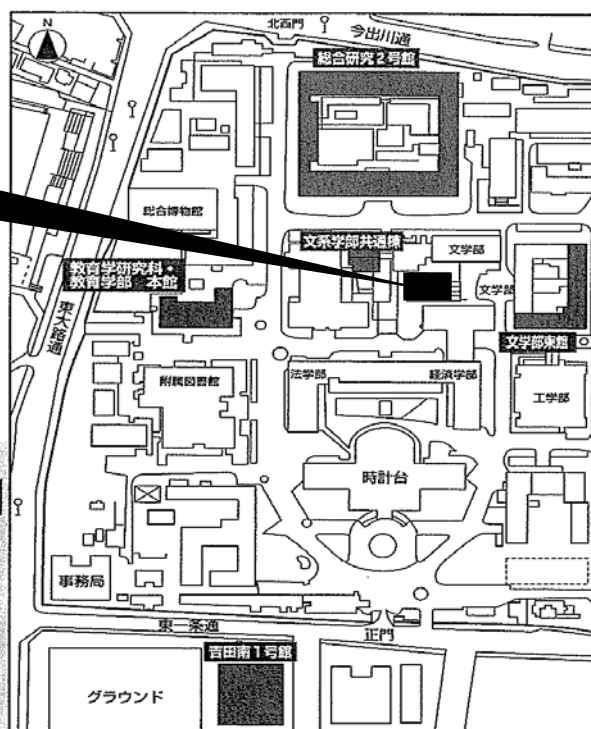 北西門
今出川通
N
総合研究2号館
総合博物館
文系学部共通棟
文学部
教育学研究科・
教育学部 本館
文学部
東大路通
文学部東館
附属図書館
法学部
経済学部
工学部
時計台
事務局
東一条通
正門
吉田南1号館
グラウンド